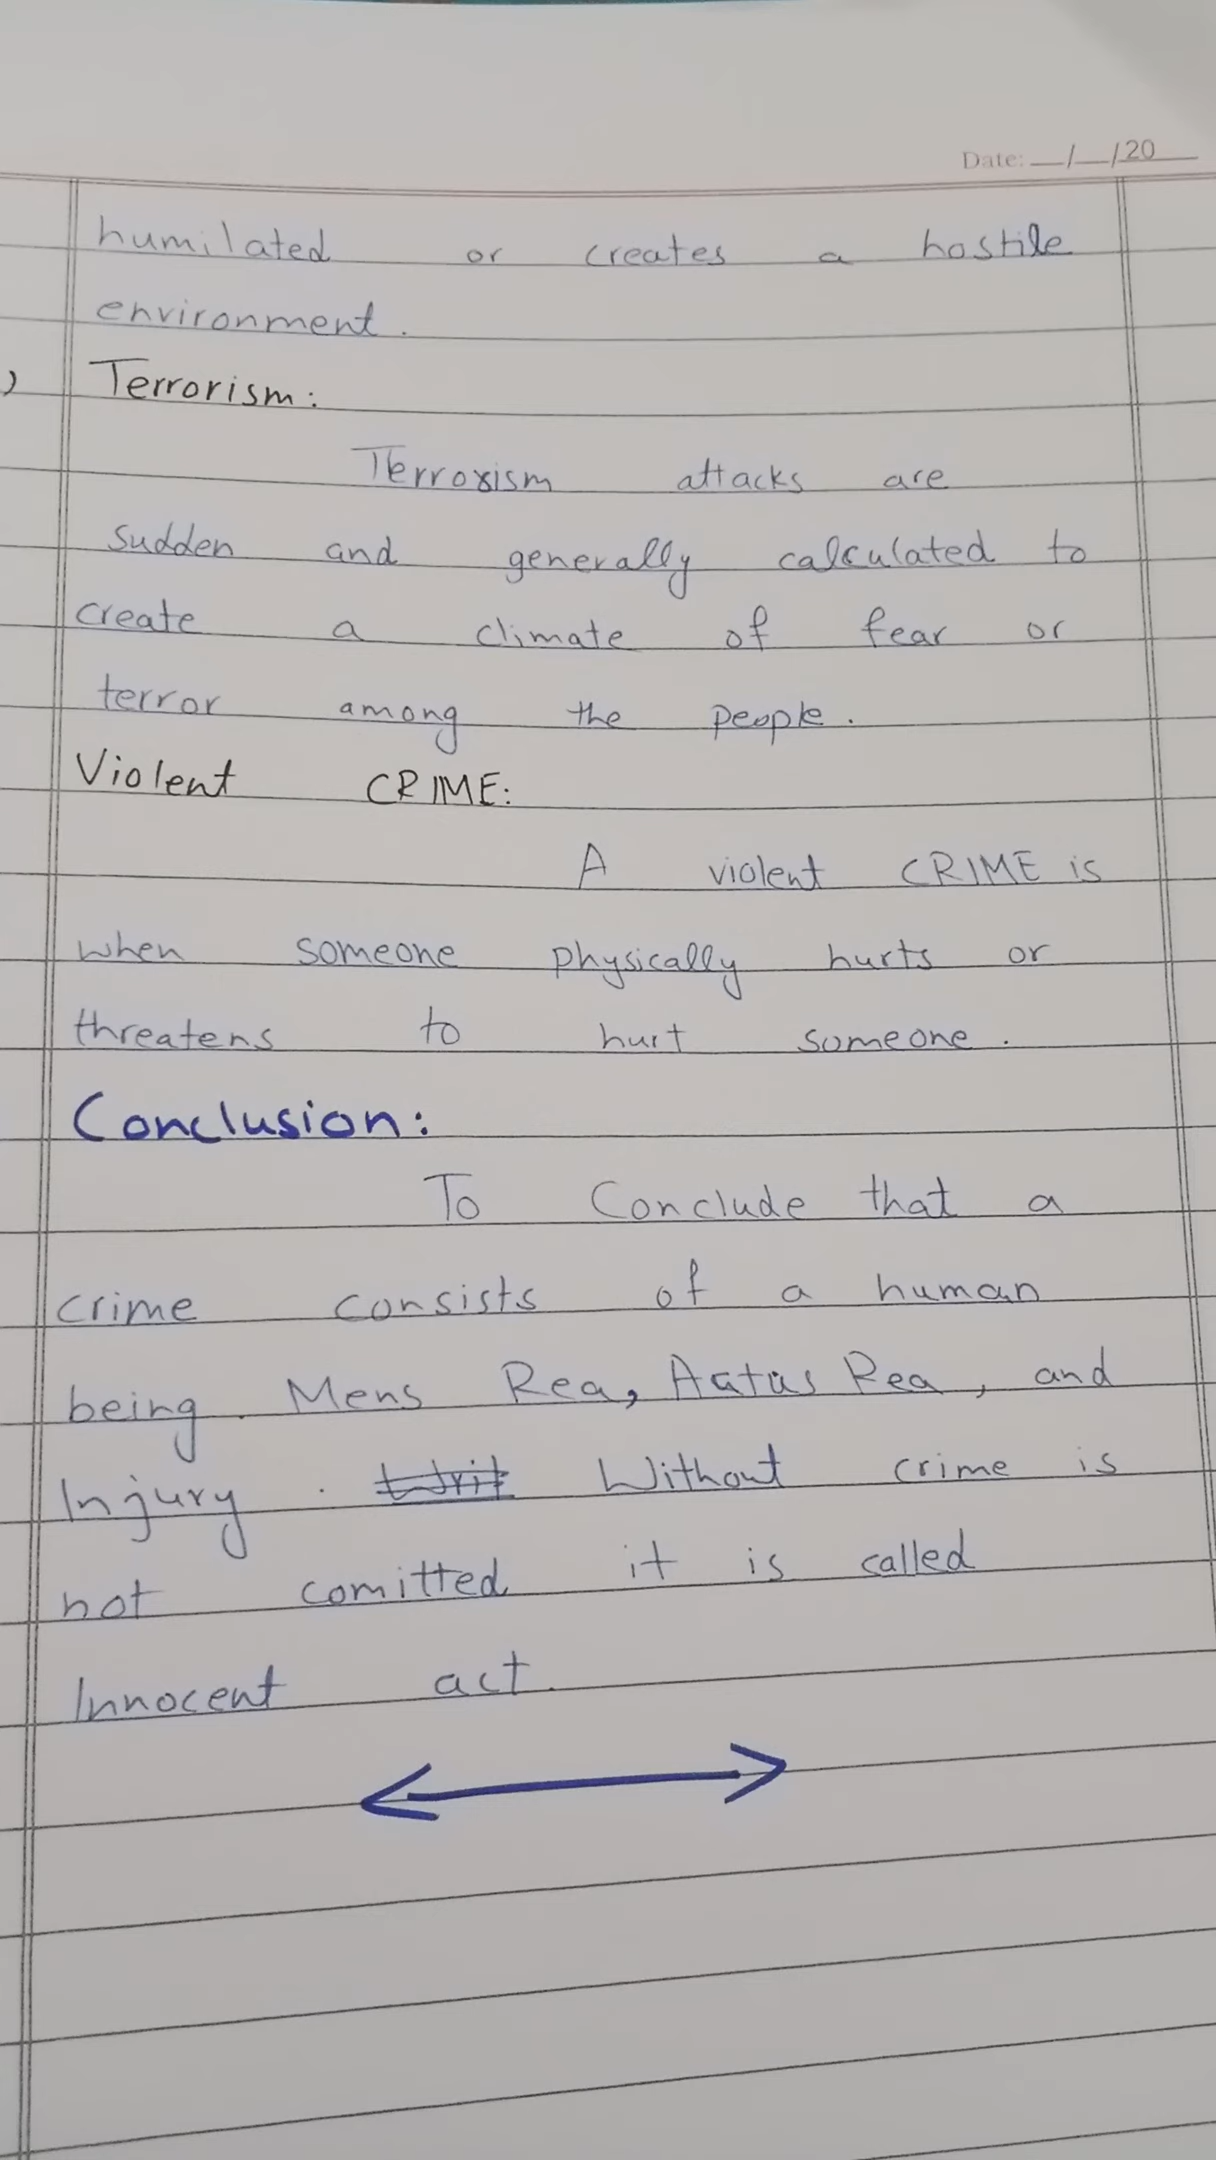 Date: __/__/20__
humilated or creates a hostile
environment.
) Terrorism:
Terrorism attacks are
sudden and generally calculated to
create a climate of fear or
terror among the people.
Violent CRIME:
A violent CRIME is
when someone physically hurts or
threatens to hurt someone.
Conclusion:
To Conclude that a
crime consists of a human
being. Mens Rea, Aatus Rea, and
Injury. Without crime is
not comitted it is called
Innocent act.